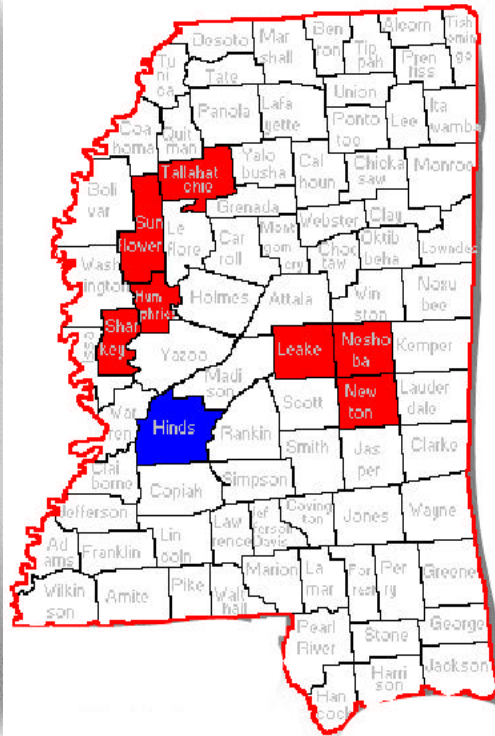 Desoto
Mar
shall
Ben
ton
Tip
pah
Alcorn
Tish
oming
go
Tu
ni
ca
Tate
Pren
tiss
Union
Panola
Lafa
yette
Ponto
toc
Lee
Ita
wamba
Coa
homa
Quit
man
Tallahat
chie
Yalo
busha
Cal
houn
Chicka
saw
Monroe
Boli
var
Sun
flower
Le
flore
Grenada
Car
roll
Mont
gom
ery
Webster
Clay
Choc
taw
Oktib
beha
Lowndes
Wash
ington
Hum
phrie
Holmes
Attala
Win
ston
Noxu
bee
Shar
key
Yazoo
Leake
Nesho
ba
Kemper
Madi
son
Scott
New
ton
Lauder
dale
War
ren
Hinds
Rankin
Smith
Jas
per
Clarke
Clai
borne
Copiah
Simpson
Jefferson
Law
rence
Jef
ferson
Davis
Coving
ton
Jones
Wayne
Ad
ams
Franklin
Lin
coln
Marion
La
mar
For
rest
Per
ry
Greene
Wilkin
son
Amite
Pike
Walt
hall
Pearl
River
Stone
George
Han
cock
Harri
son
Jackson